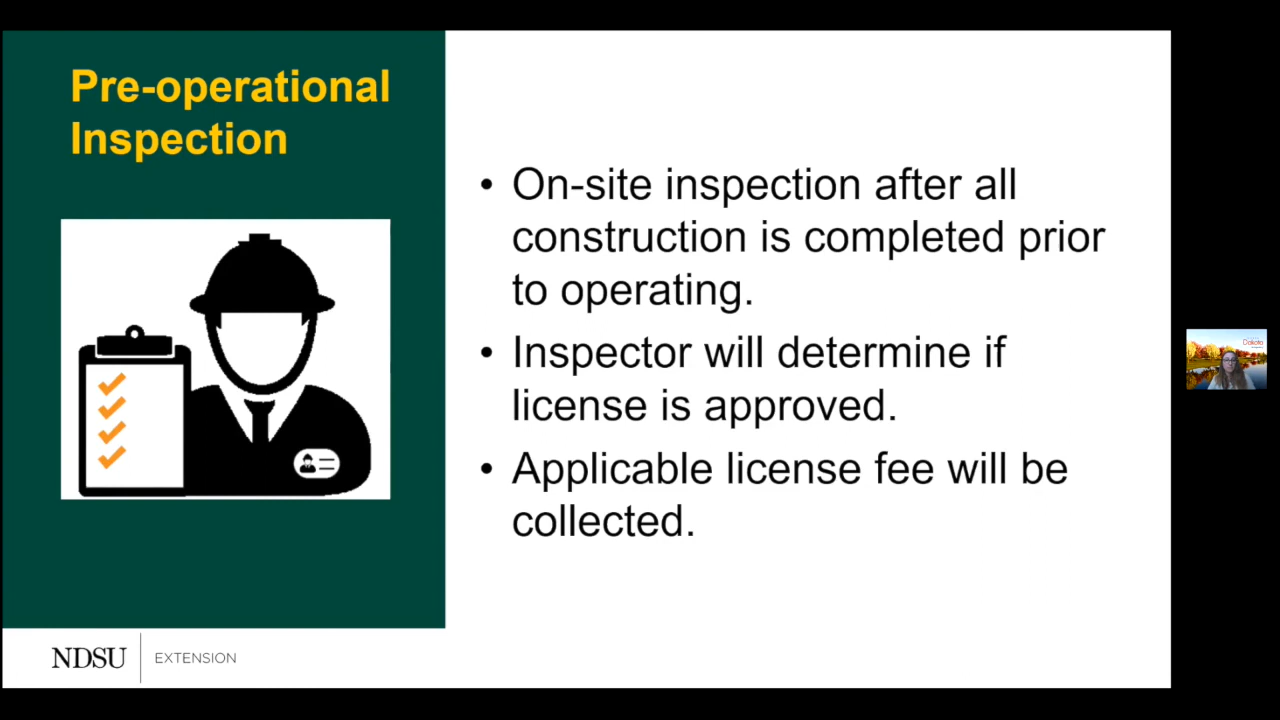 Pre-operational
Inspection
• On-site inspection after all
construction is completed prior
to operating.
• Inspector will determine if
license is approved.
• Applicable license fee will be
collected.
NDSU EXTENSION
Dakota